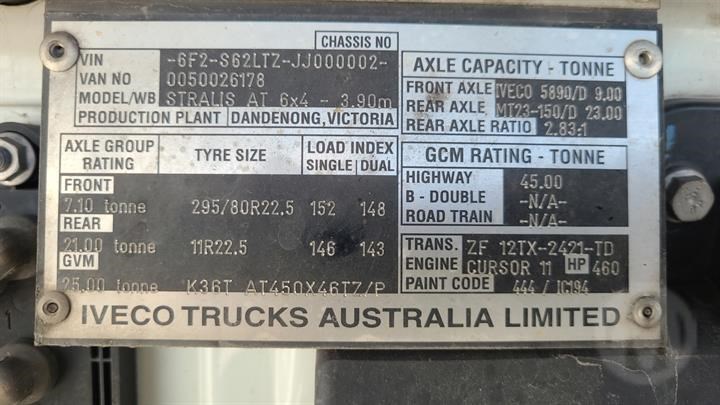 CHASSIS NO
VIN -6F2-S62LTZ-JJ000002-
VAN NO 0050026178
MODEL/WB STRALIS AT 6x4 - 3.90m
PRODUCTION PLANT DANDENONG, VICTORIA
AXLE GROUP RATING TYRE SIZE LOAD INDEX SINGLE DUAL
FRONT
7.10 tonne 295/80R22.5 152 148
REAR
21.00 tonne 11R22.5 146 143
GVM
25.00 tonne K36T AT450X46TZ/P
AXLE CAPACITY - TONNE
FRONT AXLE IVECO 5890/D 9.00
REAR AXLE MT23-150/D 23.00
REAR AXLE RATIO 2.83:1
GCM RATING - TONNE
HIGHWAY 45.00
B - DOUBLE -N/A-
ROAD TRAIN -N/A-
TRANS. ZF 12TX-2421-TD
ENGINE CURSOR 11 HP 460
PAINT CODE 444 / IC194
IVECO TRUCKS AUSTRALIA LIMITED